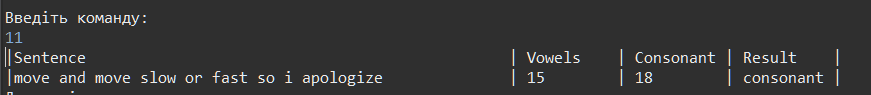 Введіть команду:
11
|Sentence | Vowels | Consonant | Result |
|move and move slow or fast so i apologize | 15 | 18 | consonant |